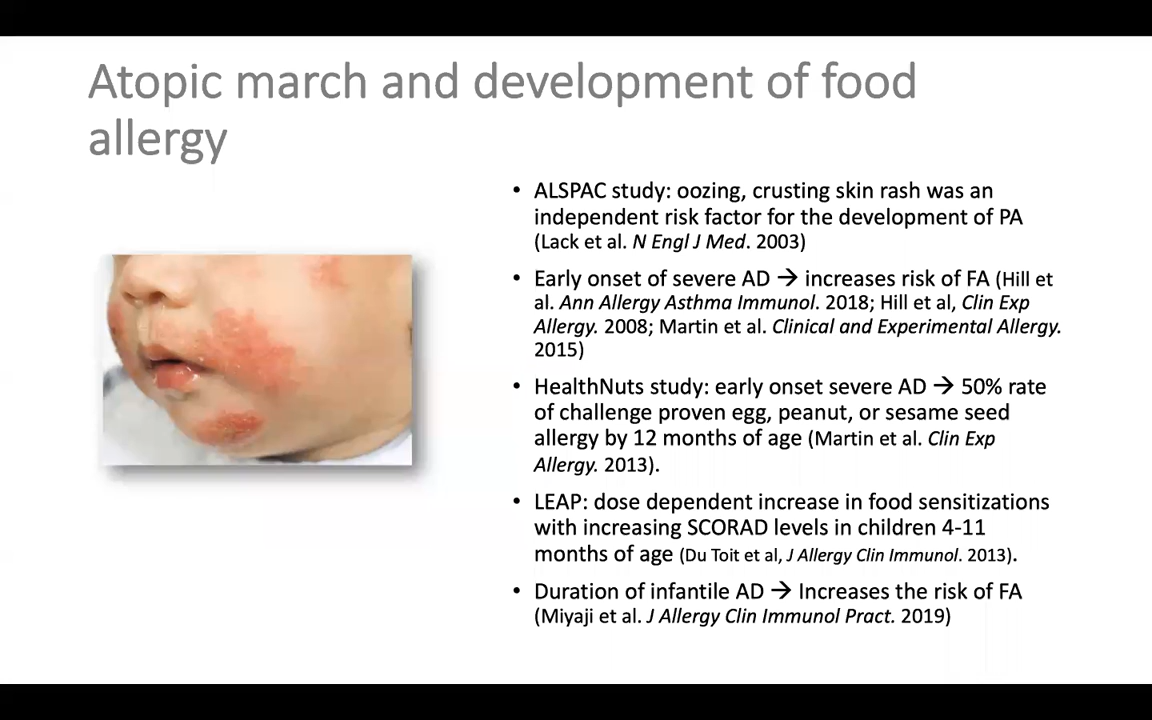 Atopic march and development of food
allergy
• ALSPAC study: oozing, crusting skin rash was an
independent risk factor for the development of PA
(Lack et al. N Engl J Med. 2003)
• Early onset of severe AD → increases risk of FA (Hill et
al. Ann Allergy Asthma Immunol. 2018; Hill et al, Clin Exp
Allergy. 2008; Martin et al. Clinical and Experimental Allergy.
2015)
• HealthNuts study: early onset severe AD → 50% rate
of challenge proven egg, peanut, or sesame seed
allergy by 12 months of age (Martin et al. Clin Exp
Allergy. 2013).
• LEAP: dose dependent increase in food sensitizations
with increasing SCORAD levels in children 4-11
months of age (Du Toit et al, J Allergy Clin Immunol. 2013).
• Duration of infantile AD → Increases the risk of FA
(Miyaji et al. J Allergy Clin Immunol Pract. 2019)